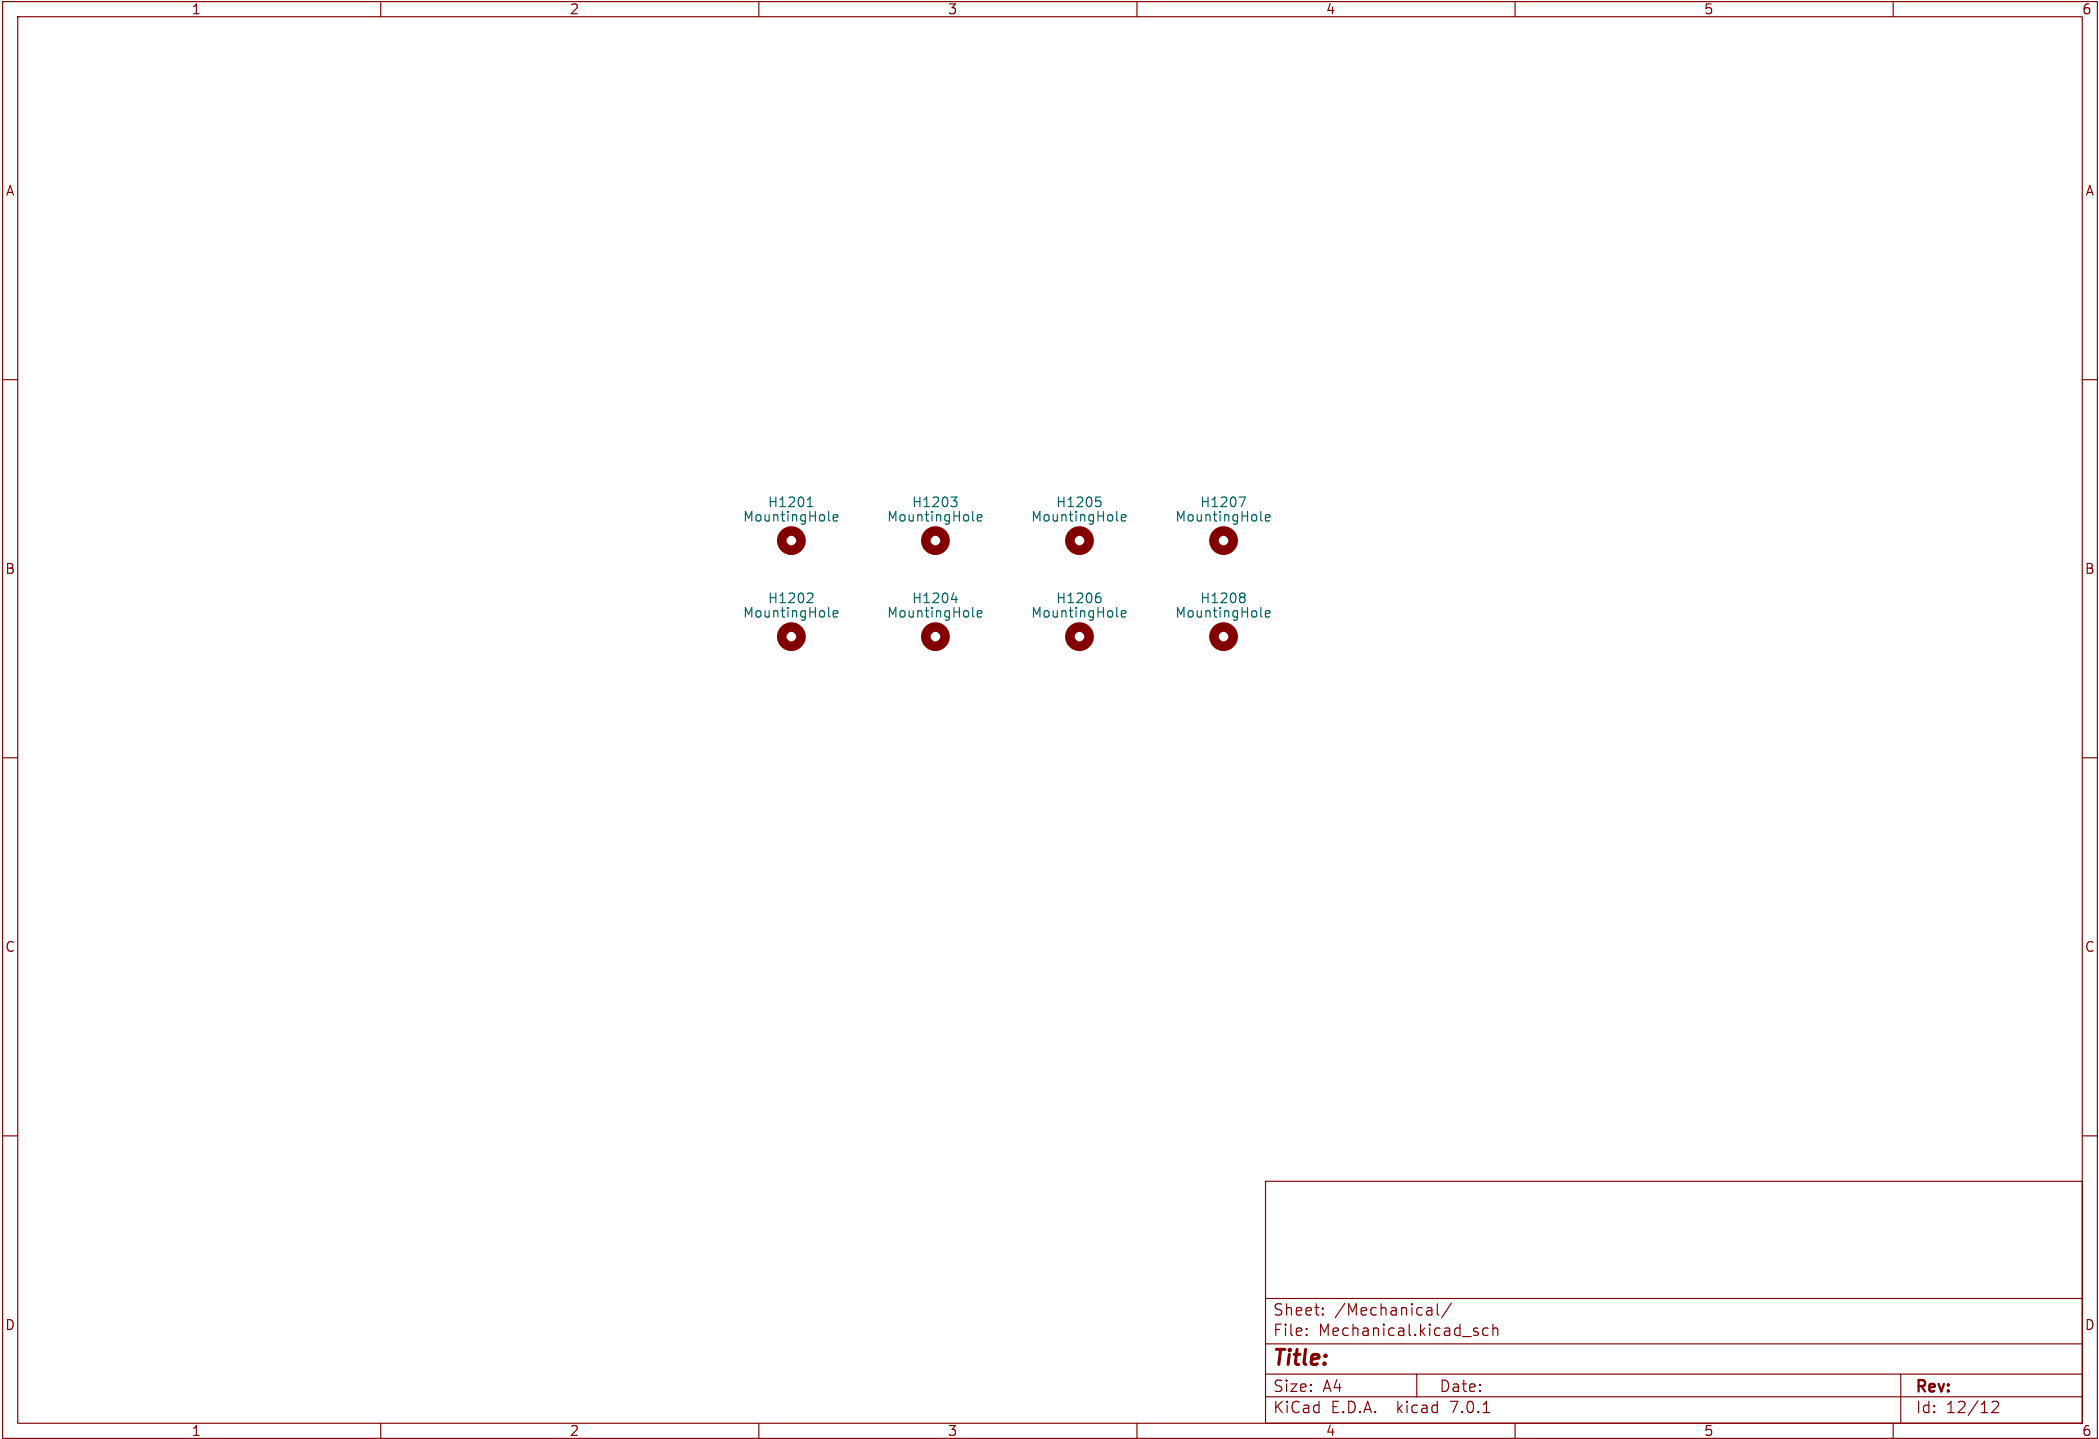 1 2 3 4 5 6
A A
H1201 H1203 H1205 H1207
MountingHole MountingHole MountingHole MountingHole
B B
H1202 H1204 H1206 H1208
MountingHole MountingHole MountingHole MountingHole
C C
Sheet: /Mechanical/
D D
File: Mechanical.kicad_sch
Title:
Size: A4 Date: Rev:
KiCad E.D.A. kicad 7.0.1 Id: 12/12
1 2 3 4 5 6